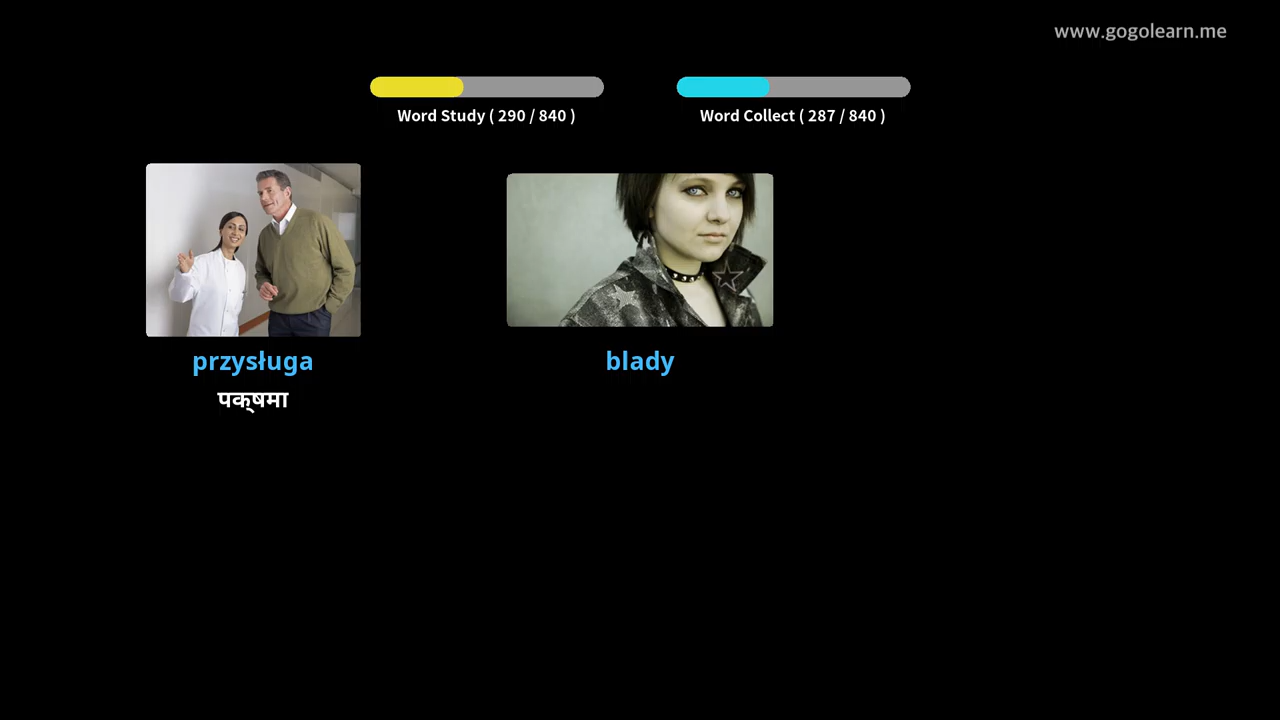 www.gogolearn.me
Word Study ( 290 / 840 )
Word Collect ( 287 / 840 )
przysługa
blady
पक्षमा